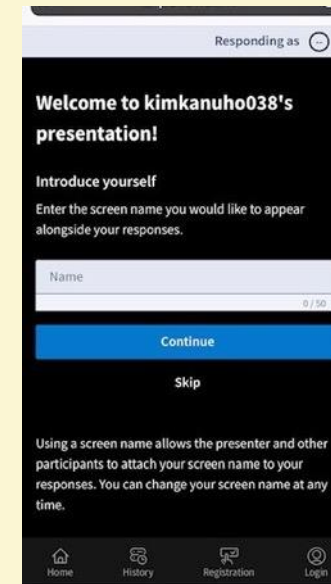 Responding as
Welcome to kimkanuho038's
presentation!
Introduce yourself
Enter the screen name you would like to appear
alongside your responses.
Name
0 / 50
Continue
Skip
Using a screen name allows the presenter and other
participants to attach your screen name to your
responses. You can change your screen name at any
time.
Home
History
Registration
Login